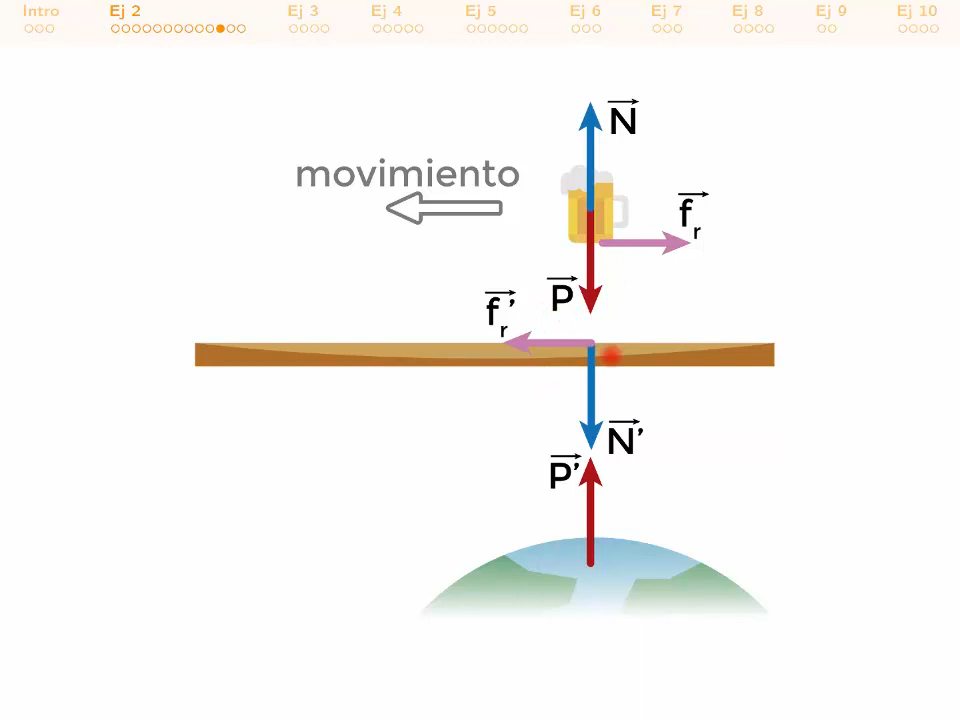 Intro Ej 2 Ej 3 Ej 4 Ej 5 Ej 6 Ej 7 Ej 8 Ej 9 Ej 10
N
movimiento
fr
P
fr’
N’
P’